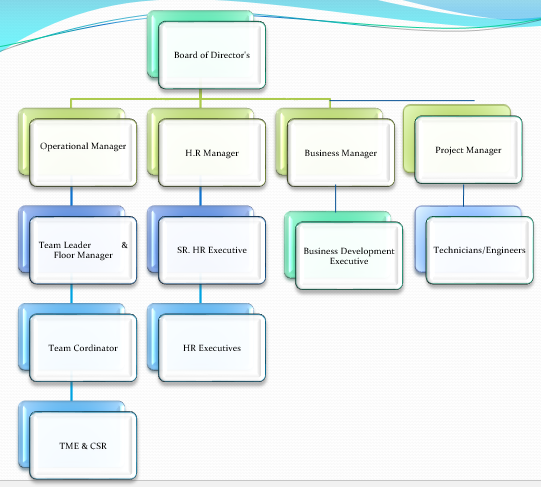 Board of Director's
Operational Manager
H.R Manager
Business Manager
Project Manager
Team Leader &
Floor Manager
SR. HR Executive
Business Development
Executive
Technicians/Engineers
Team Cordinator
HR Executives
TME & CSR